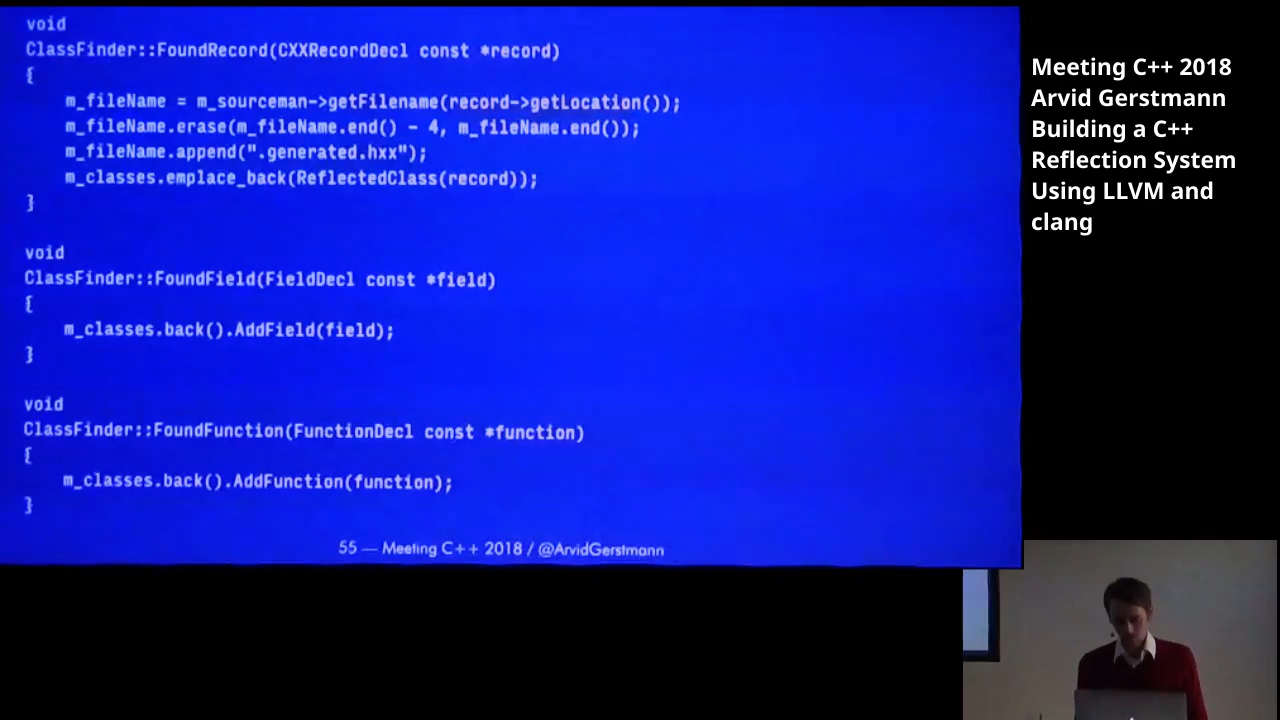 void
ClassFinder::FoundRecord(CXXRecordDecl const *record)
{
    m_fileName = m_sourceman->getFilename(record->getLocation());
    m_fileName.erase(m_fileName.end() - 4, m_fileName.end());
    m_fileName.append(".generated.hxx");
    m_classes.emplace_back(ReflectedClass(record));
}
void
ClassFinder::FoundField(FieldDecl const *field)
{
    m_classes.back().AddField(field);
}
void
ClassFinder::FoundFunction(FunctionDecl const *function)
{
    m_classes.back().AddFunction(function);
}
55 — Meeting C++ 2018 / @ArvidGerstmann
Meeting C++ 2018
Arvid Gerstmann
Building a C++
Reflection System
Using LLVM and
clang